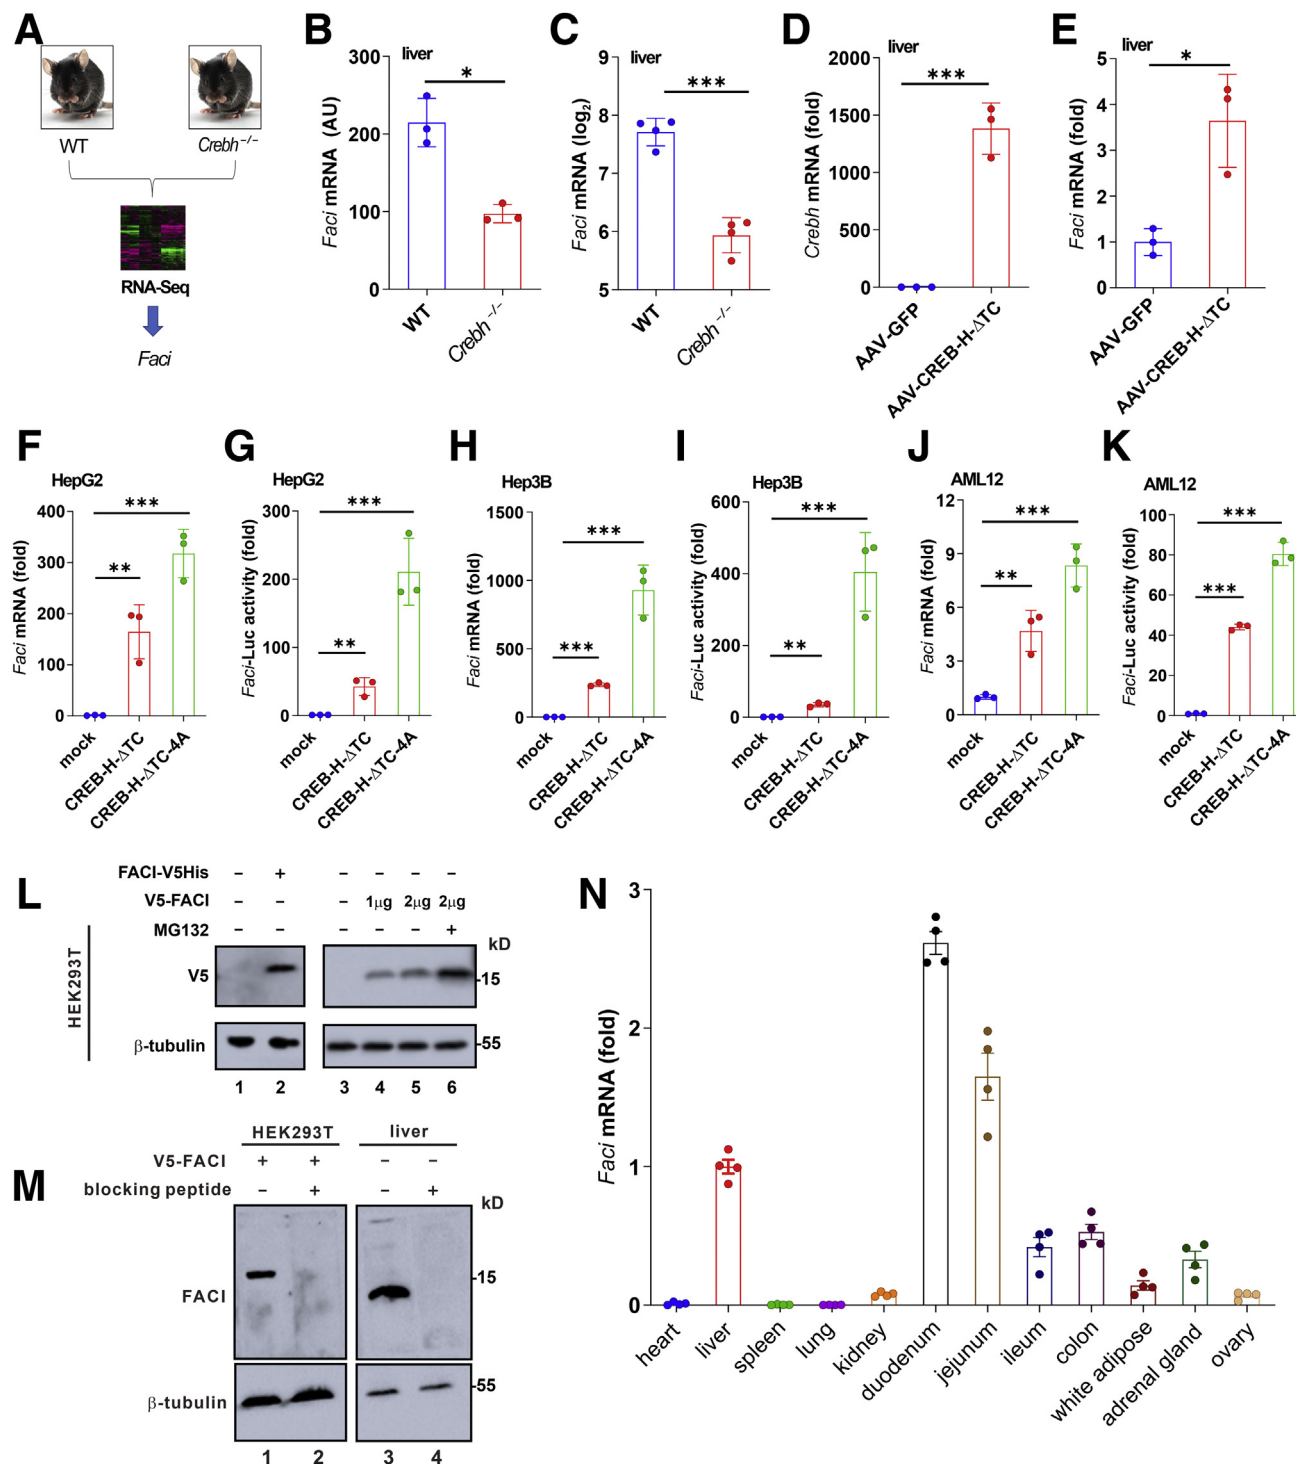 A
WT
Crebh−/−
RNA-Seq
Faci
B
liver
*
Faci mRNA (AU)
300
200
100
0
WT
Crebh−/−
C
liver
***
Faci mRNA (log2)
9
8
7
6
5
WT
Crebh−/−
D
liver
***
Crebh mRNA (fold)
2000
1500
1000
500
0
AAV-GFP
AAV-CREB-H-ΔTC
E
liver
*
Faci mRNA (fold)
5
4
3
2
1
0
AAV-GFP
AAV-CREB-H-ΔTC
F
HepG2
***
**
Faci mRNA (fold)
400
300
200
100
0
mock
CREB-H-ΔTC
CREB-H-ΔTC-4A
G
HepG2
***
**
Faci-Luc activity (fold)
300
200
100
0
mock
CREB-H-ΔTC
CREB-H-ΔTC-4A
H
Hep3B
***
***
Faci mRNA (fold)
1500
1000
500
0
mock
CREB-H-ΔTC
CREB-H-ΔTC-4A
I
Hep3B
***
**
Faci-Luc activity (fold)
600
400
200
0
mock
CREB-H-ΔTC
CREB-H-ΔTC-4A
J
AML12
***
**
Faci mRNA (fold)
12
9
6
3
0
mock
CREB-H-ΔTC
CREB-H-ΔTC-4A
K
AML12
***
***
Faci-Luc activity (fold)
100
80
60
40
20
0
mock
CREB-H-ΔTC
CREB-H-ΔTC-4A
L
FACI-V5His − + − − − −
V5-FACI − − − 1μg 2μg 2μg
MG132 − − − − − +
kD
HEK293T
V5
-15
β-tubulin
-55
1 2 3 4 5 6
M
HEK293T liver
V5-FACI + + − −
blocking peptide − + − +
kD
FACI
-15
β-tubulin
-55
1 2 3 4
N
Faci mRNA (fold)
3
2
1
0
heart
liver
spleen
lung
kidney
duodenum
jejunum
ileum
colon
white adipose
adrenal gland
ovary